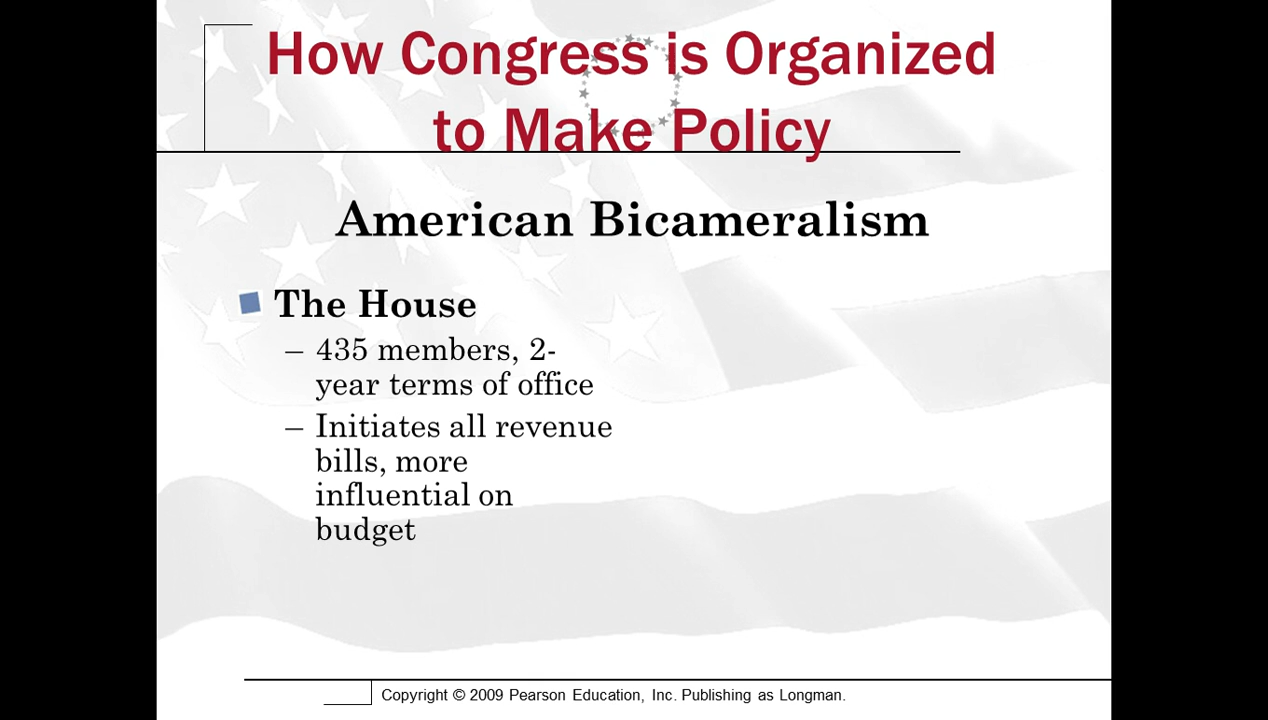 How Congress is Organized
to Make Policy
American Bicameralism
The House
– 435 members, 2-
year terms of office
– Initiates all revenue
bills, more
influential on
budget
Copyright © 2009 Pearson Education, Inc. Publishing as Longman.